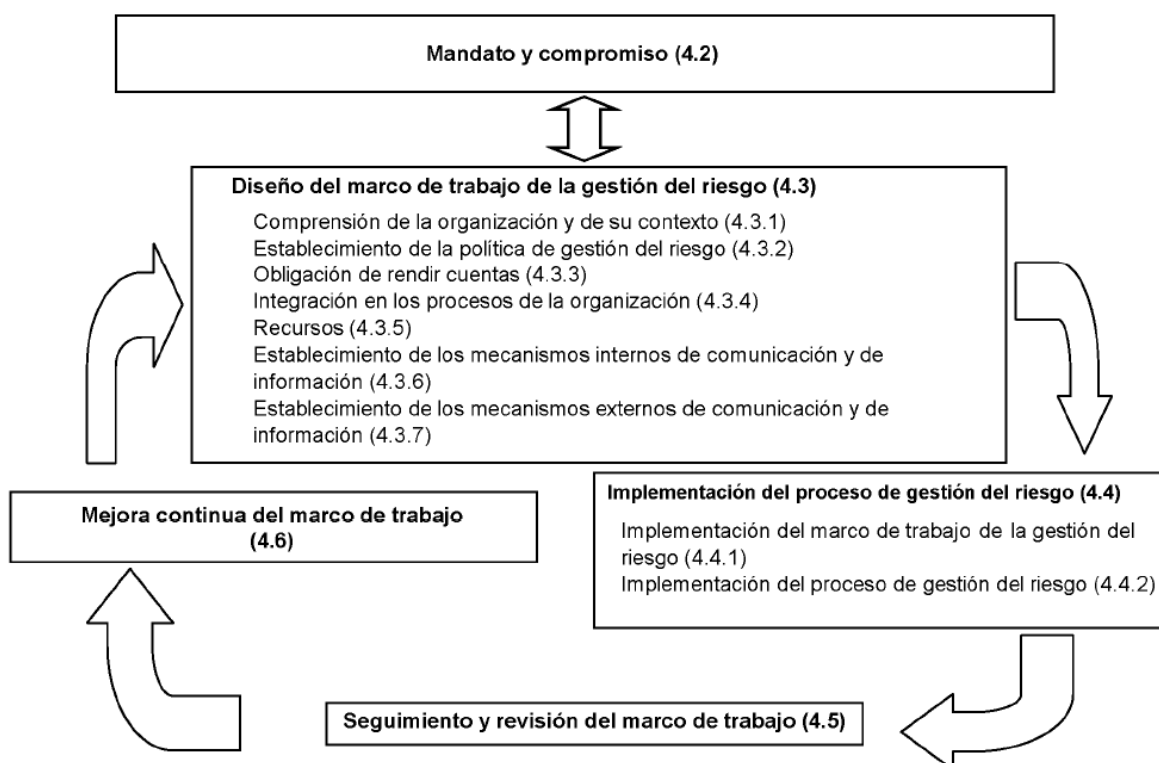 Mandato y compromiso (4.2)
Diseño del marco de trabajo de la gestión del riesgo (4.3)
Comprensión de la organización y de su contexto (4.3.1)
Establecimiento de la política de gestión del riesgo (4.3.2)
Obligación de rendir cuentas (4.3.3)
Integración en los procesos de la organización (4.3.4)
Recursos (4.3.5)
Establecimiento de los mecanismos internos de comunicación y de
información (4.3.6)
Establecimiento de los mecanismos externos de comunicación y de
información (4.3.7)
Implementación del proceso de gestión del riesgo (4.4)
Implementación del marco de trabajo de la gestión del
riesgo (4.4.1)
Implementación del proceso de gestión del riesgo (4.4.2)
Seguimiento y revisión del marco de trabajo (4.5)
Mejora continua del marco de trabajo
(4.6)